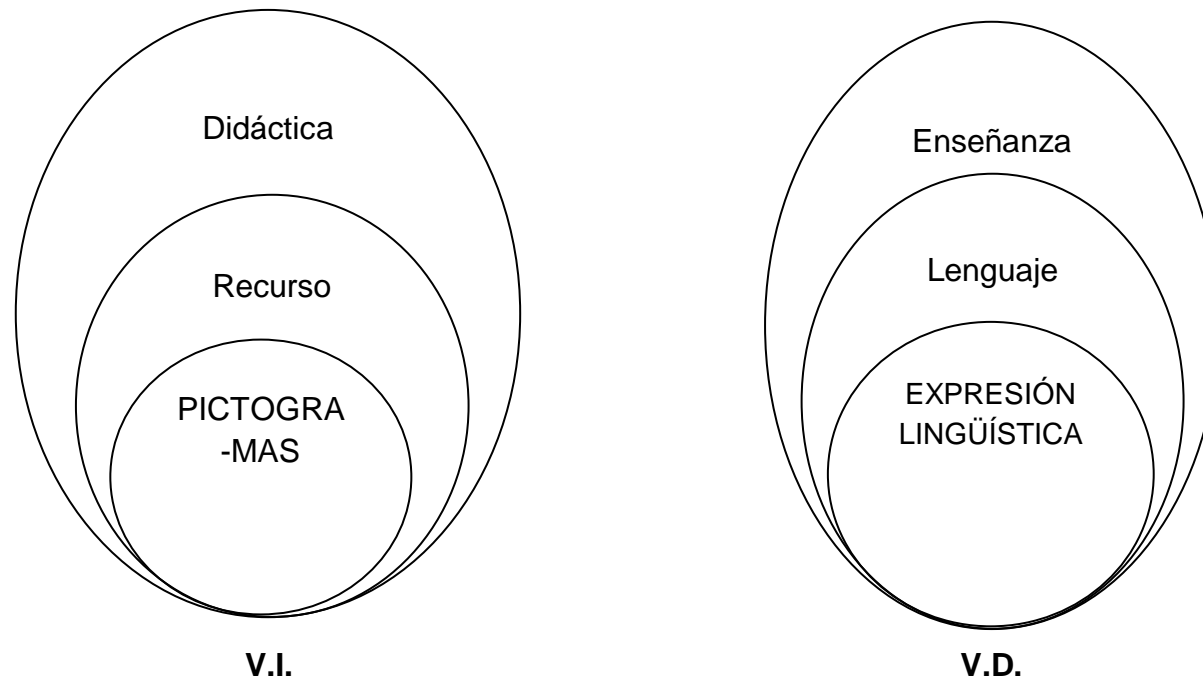 Didáctica
Recurso
PICTOGRA
-MAS
V.I.
Enseñanza
Lenguaje
EXPRESIÓN
LINGÜÍSTICA
V.D.